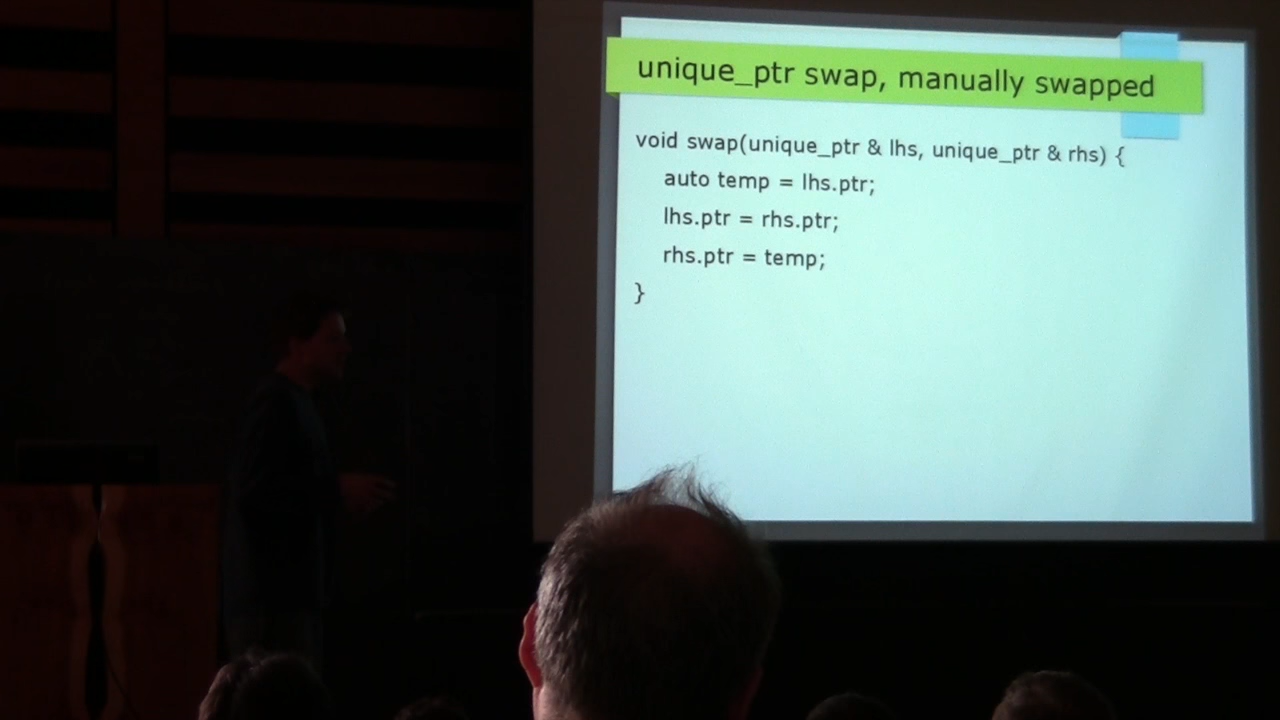 unique_ptr swap, manually swapped
void swap(unique_ptr & lhs, unique_ptr & rhs) {
auto temp = lhs.ptr;
lhs.ptr = rhs.ptr;
rhs.ptr = temp;
}